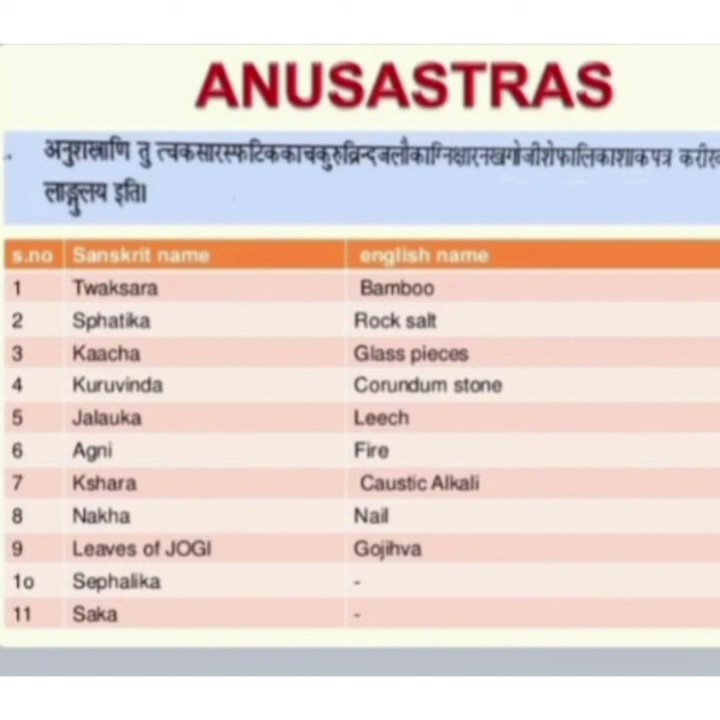 ANUSASTRAS
अनुशस्त्राणि तु त्वकसारस्फटिककाचकुरुविन्दजलौकाग्निक्षारनखगोजीशेफालिकाशाकपत्र
लाङ्गुलय इति।
s.no Sanskrit name english name
1 Twaksara Bamboo
2 Sphatika Rock salt
3 Kaacha Glass pieces
4 Kuruvinda Corundum stone
5 Jalauka Leech
6 Agni Fire
7 Kshara Caustic Alkali
8 Nakha Nail
9 Leaves of JOGI Gojihva
1o Sephalika -
11 Saka -